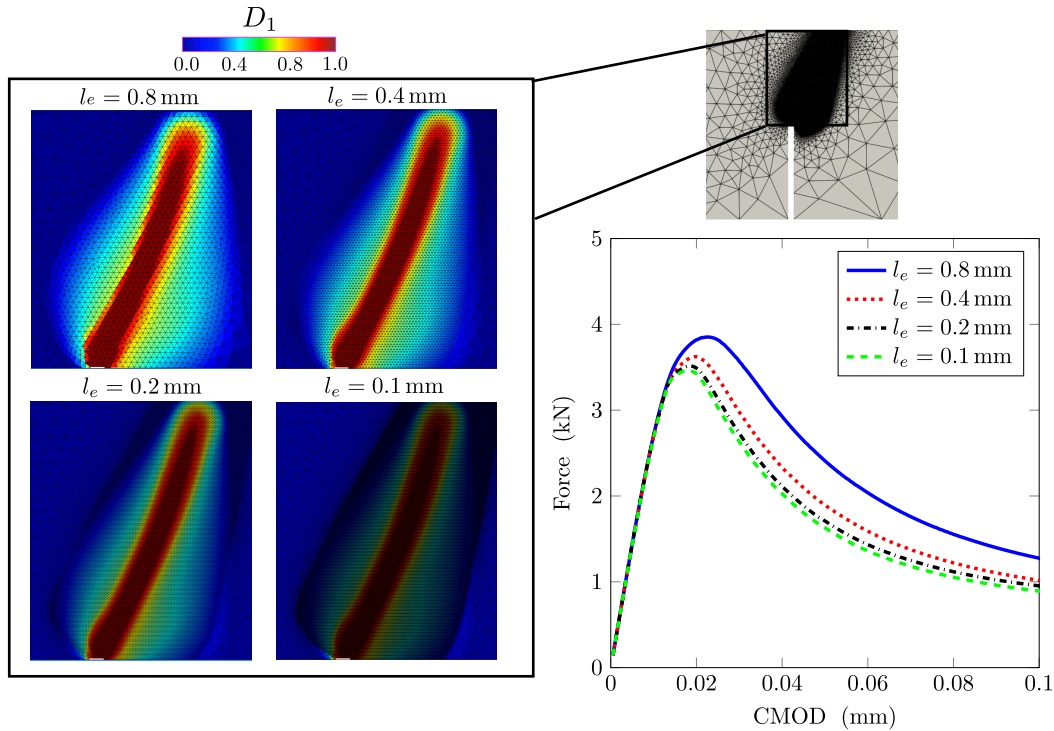 D₁
0.0 0.4 0.8 1.0
lₑ = 0.8 mm
lₑ = 0.4 mm
lₑ = 0.2 mm
lₑ = 0.1 mm
5
4
3
2
1
0
Force (kN)
lₑ = 0.8 mm
lₑ = 0.4 mm
lₑ = 0.2 mm
lₑ = 0.1 mm
0 0.02 0.04 0.06 0.08 0.1
CMOD (mm)